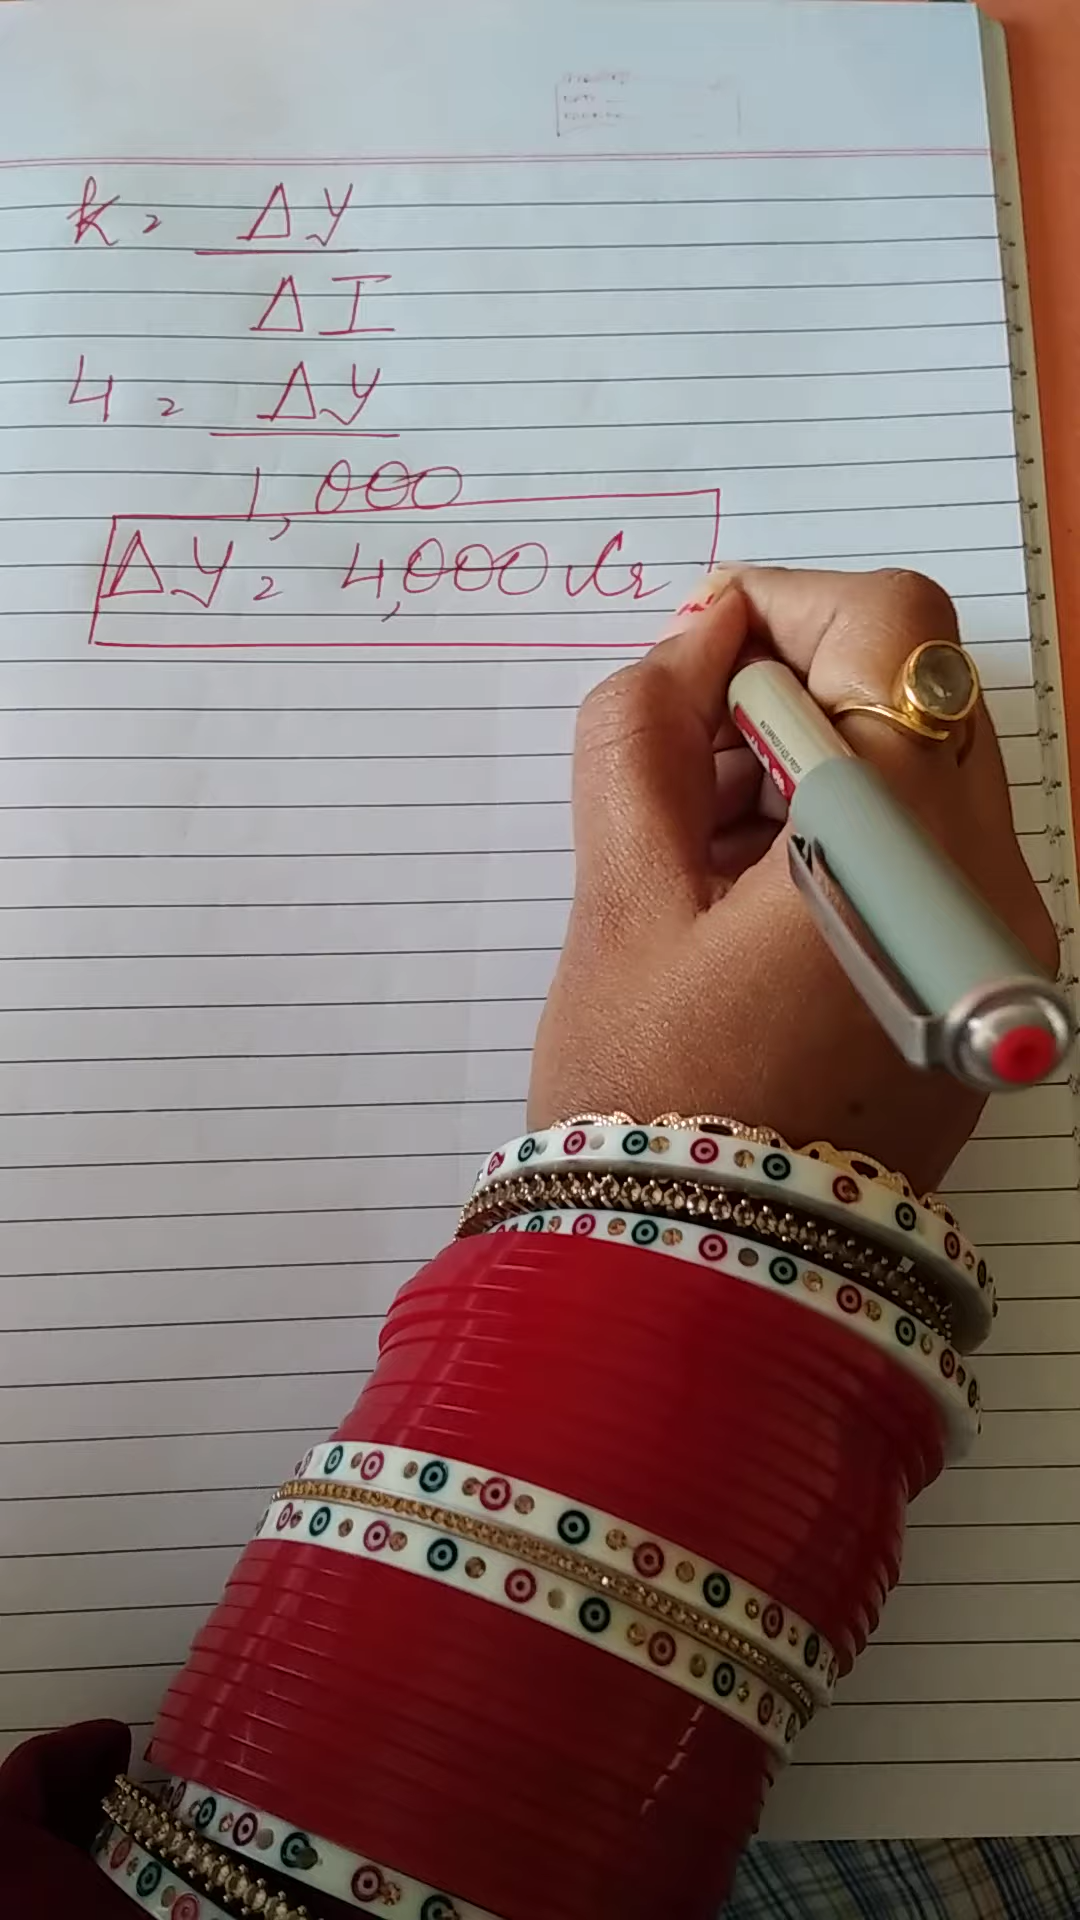 K = ΔY
ΔI
4 = ΔY
1,000
ΔY = 4,000 Cr